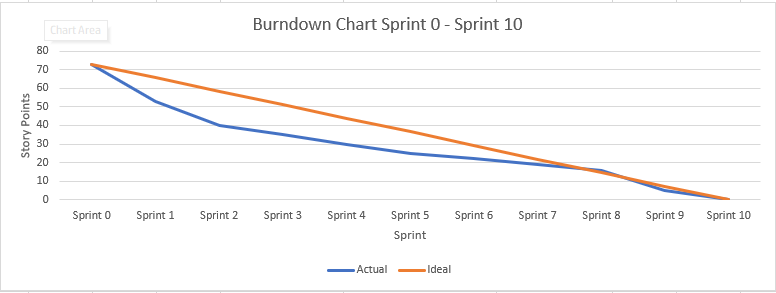 Burndown Chart Sprint 0 - Sprint 10
Chart Area
80
70
60
50
40
30
20
10
0
Story Points
Sprint 0 Sprint 1 Sprint 2 Sprint 3 Sprint 4 Sprint 5 Sprint 6 Sprint 7 Sprint 8 Sprint 9 Sprint 10
Sprint
Actual Ideal